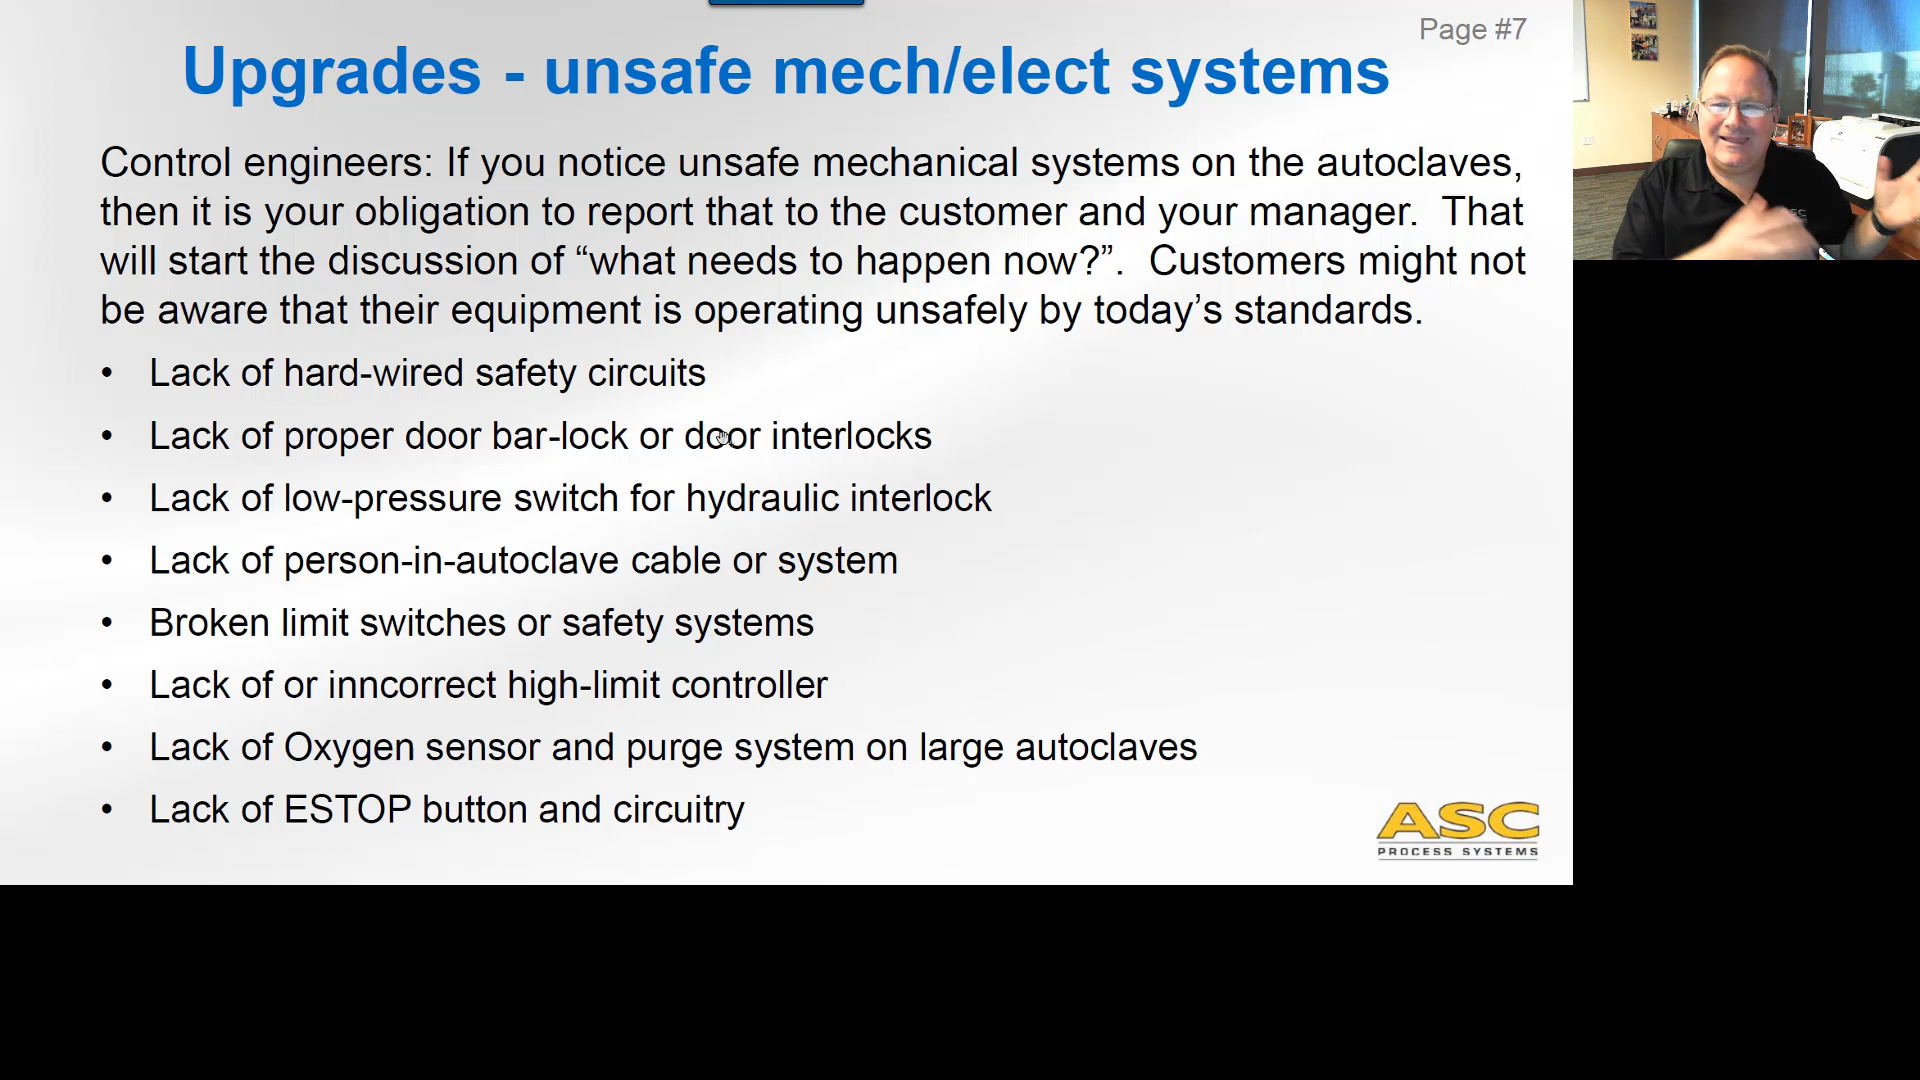 Page #7
Upgrades - unsafe mech/elect systems
Control engineers: If you notice unsafe mechanical systems on the autoclaves,
then it is your obligation to report that to the customer and your manager.  That
will start the discussion of “what needs to happen now?”.  Customers might not
be aware that their equipment is operating unsafely by today’s standards.
• Lack of hard-wired safety circuits
• Lack of proper door bar-lock or door interlocks
• Lack of low-pressure switch for hydraulic interlock
• Lack of person-in-autoclave cable or system
• Broken limit switches or safety systems
• Lack of or inncorrect high-limit controller
• Lack of Oxygen sensor and purge system on large autoclaves
• Lack of ESTOP button and circuitry
ASC
PROCESS SYSTEMS